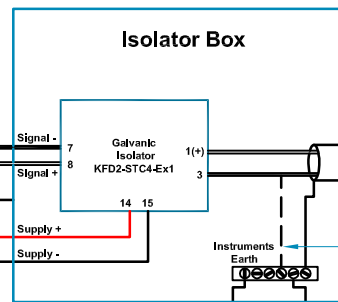 Isolator Box
Signal -
7
8
Signal +
Galvanic
Isolator
KFD2-STC4-Ex1
1(+)
3
14
15
Supply +
Supply -
Instruments
Earth